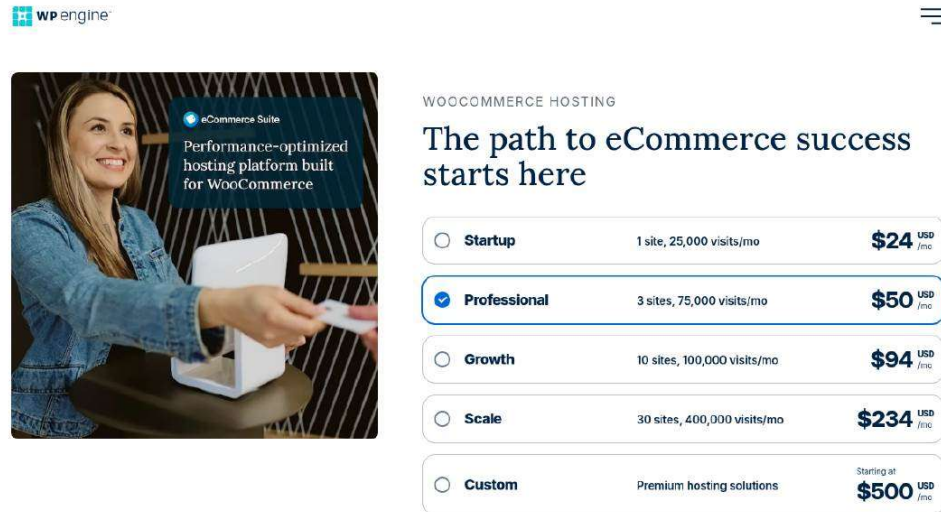 WP engine
eCommerce Suite
Performance-optimized
hosting platform built
for WooCommerce
WOOCOMMERCE HOSTING
The path to eCommerce success
starts here
Startup 1 site, 25,000 visits/mo $24 USD /mo
Professional 3 sites, 75,000 visits/mo $50 USD /mo
Growth 10 sites, 100,000 visits/mo $94 USD /mo
Scale 30 sites, 400,000 visits/mo $234 USD /mo
Starting at
Custom Premium hosting solutions $500 USD /mo